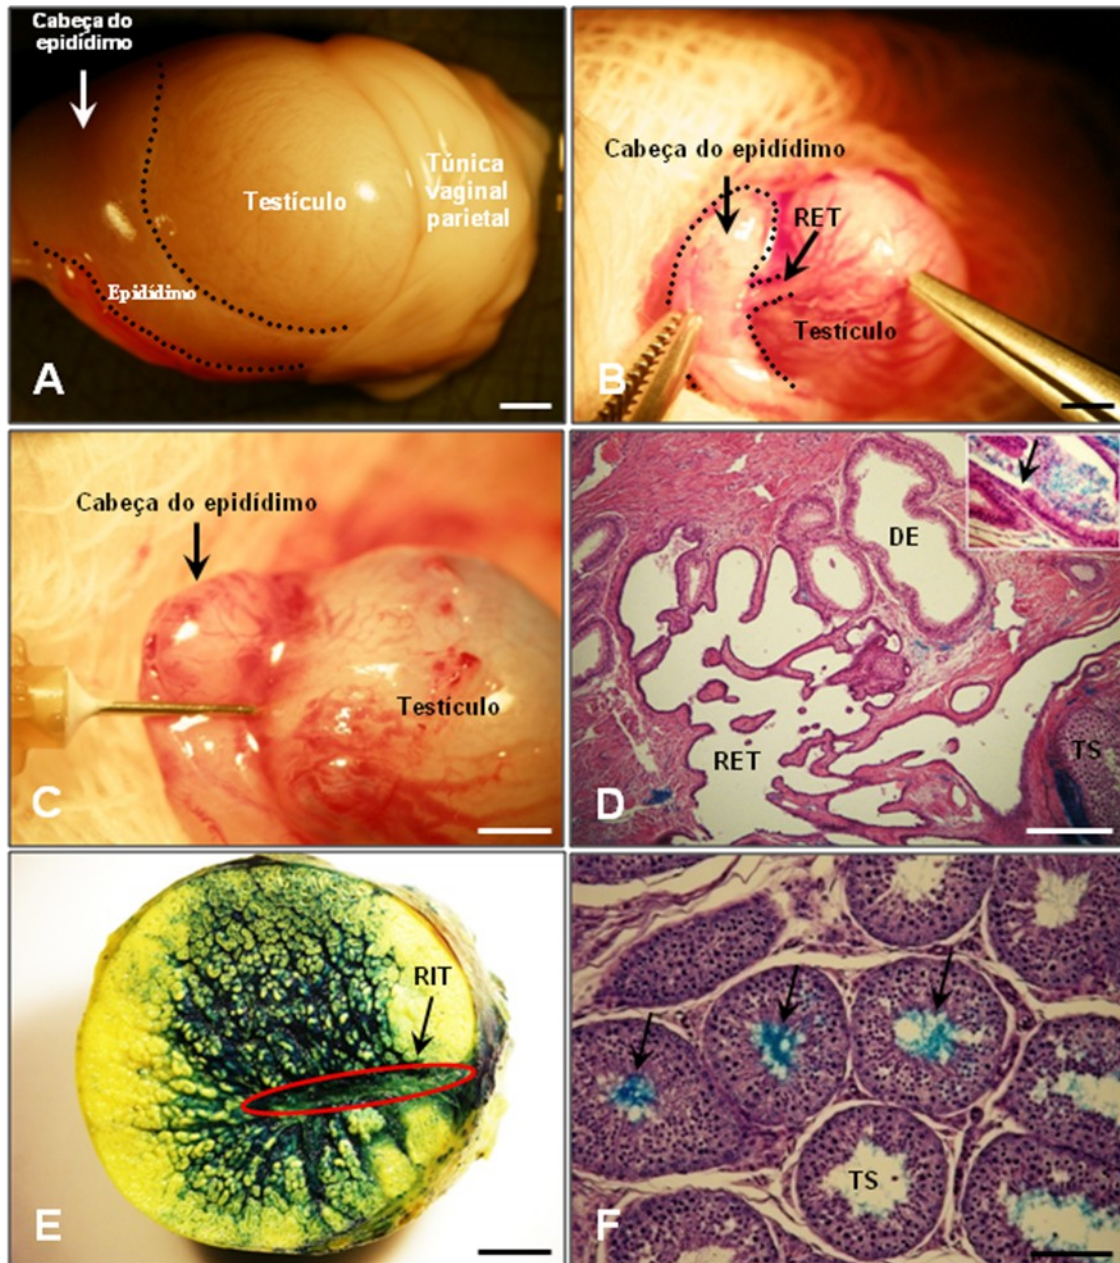 Cabeça do
epidídimo
Testículo
Túnica
vaginal
parietal
Epidídimo
A
Cabeça do epidídimo
RET
Testículo
B
Cabeça do epidídimo
Testículo
C
DE
RET
TS
D
RIT
E
TS
F